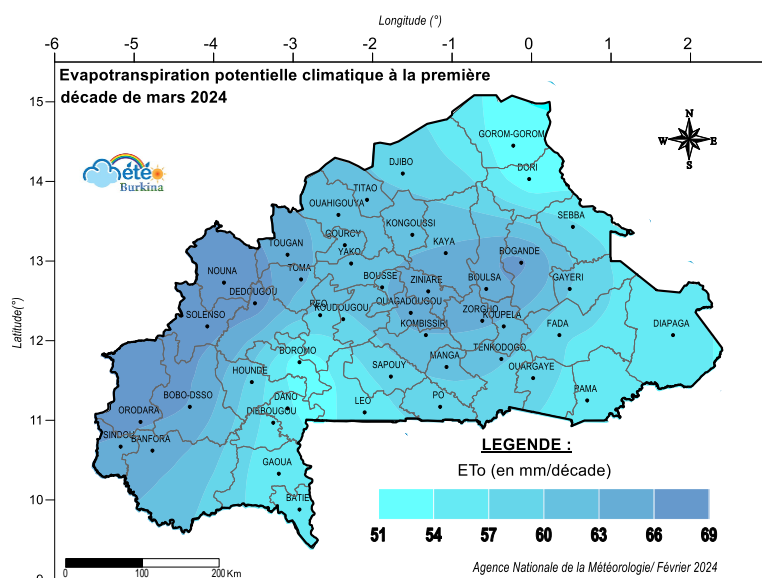 Longitude (°)
-6 -5 -4 -3 -2 -1 0 1 2
Evapotranspiration potentielle climatique à la première
décade de mars 2024
15
14
13
12
11
10
9
Latitude(°)
N
W E
S
météo
Burkina
GOROM-GOROM
DJIBO
DORI
TITAO
OUAHIGOUYA
SEBBA
KONGOUSSI
GOURCY
TOUGAN
KAYA
YAKO
BOGANDE
NOUNA
TOMA
BOUSSE
ZINIARE
BOULSA
GAYERI
DEDOUGOU
REO
KOUDOUGOU
OUAGADOUGOU
SOLENSO
ZORGHO
KOUPELA
KOMBISSIRI
FADA
DIAPAGA
BOROMO
TENKODOGO
MANGA
HOUNDE
SAPOUY
OUARGAYE
BOBO-DSSO
DANO
LEO
PO
PAMA
ORODARA
DIEBOUGOU
SINDOU
BANFORA
GAOUA
BATIE
LEGENDE :
ETo (en mm/décade)
51 54 57 60 63 66 69
0 100 200 Km
Agence Nationale de la Météorologie/ Février 2024